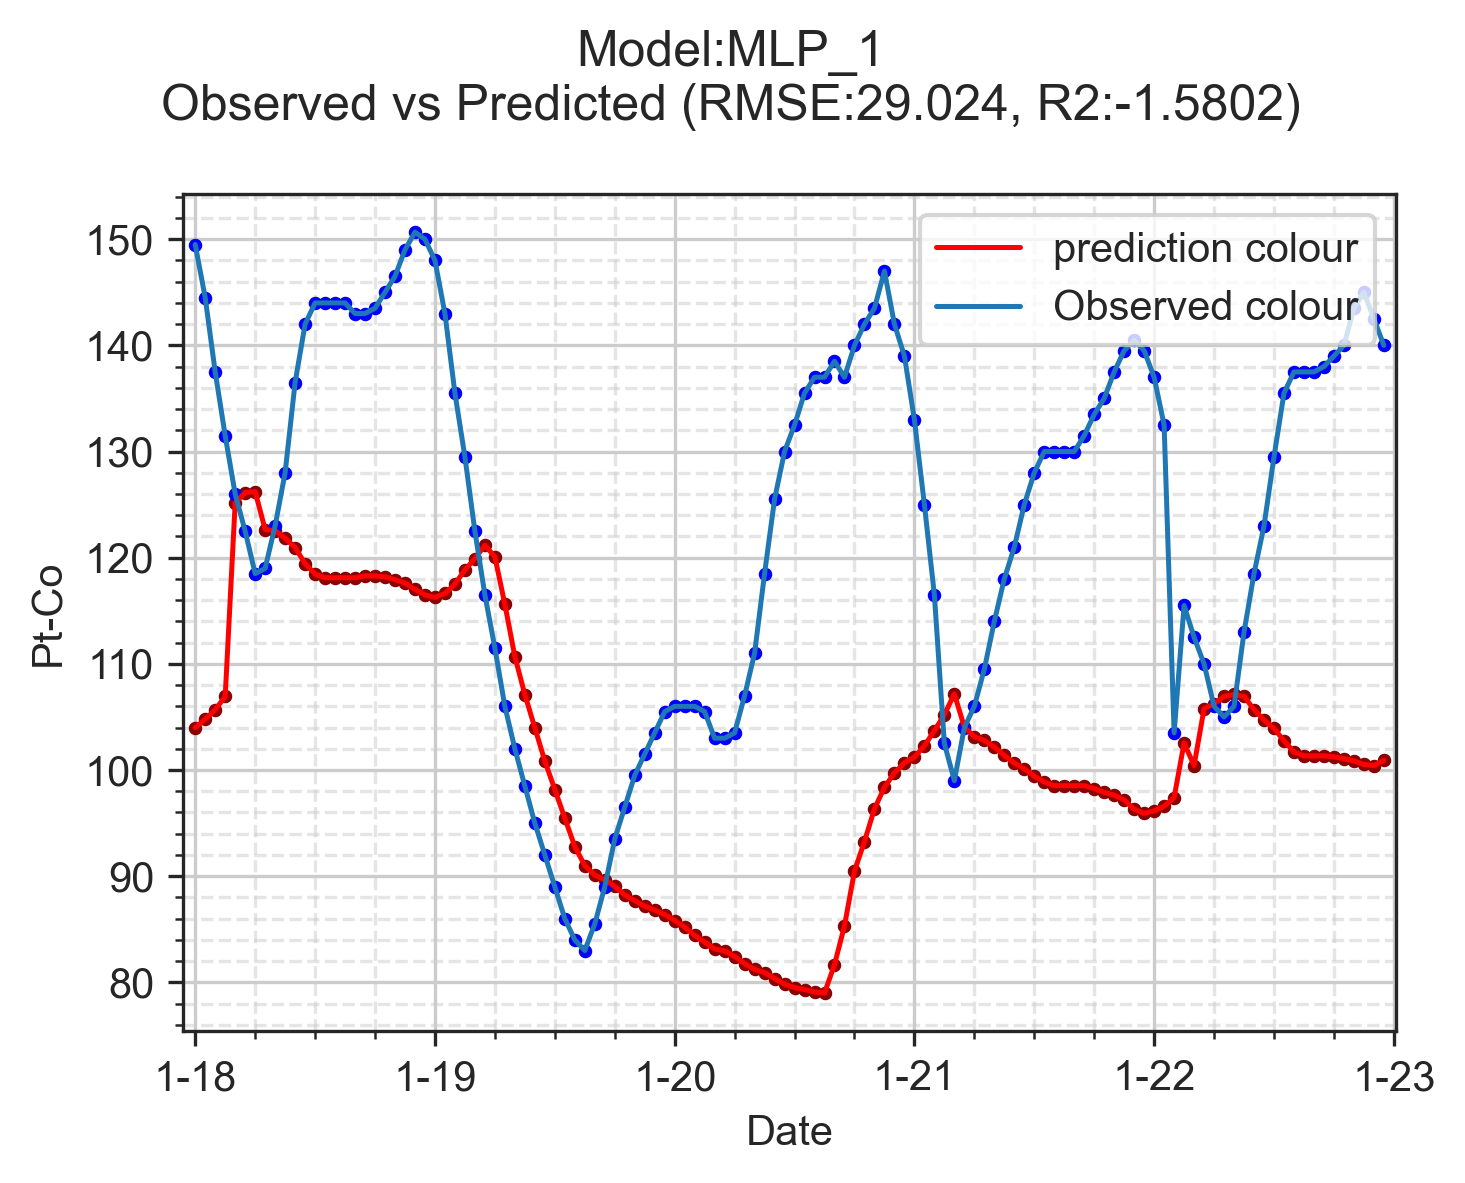 Model:MLP_1
Observed vs Predicted (RMSE:29.024, R2:-1.5802)
prediction colour
Observed colour
150
140
130
120
110
100
90
80
Pt-Co
1-18 1-19 1-20 1-21 1-22 1-23
Date